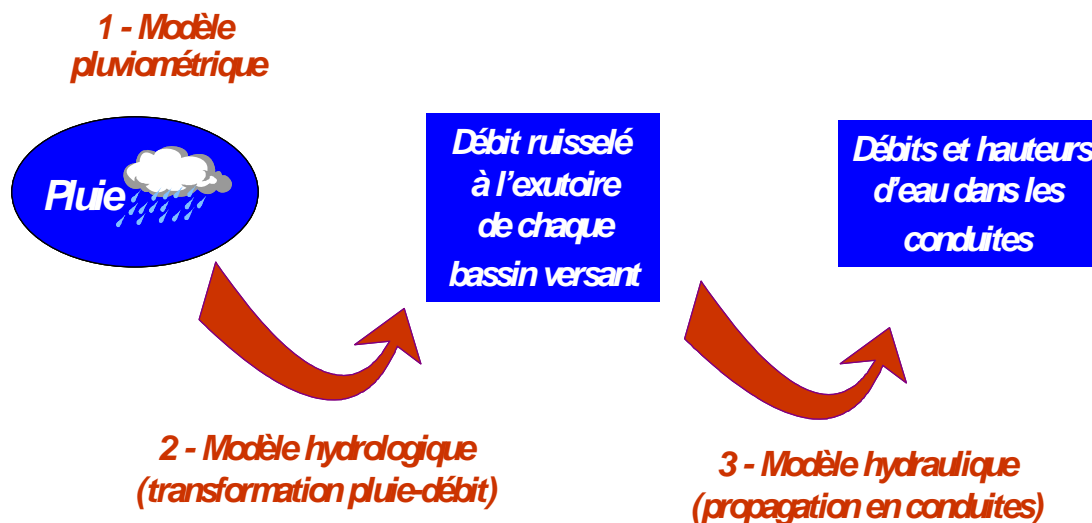 1 - Modèle
pluviométrique
Pluie
Débit ruisselé
à l'exutoire
de chaque
bassin versant
Débits et hauteurs
d'eau dans les
conduites
2 - Modèle hydrologique
(transformation pluie-débit)
3 - Modèle hydraulique
(propagation en conduites)